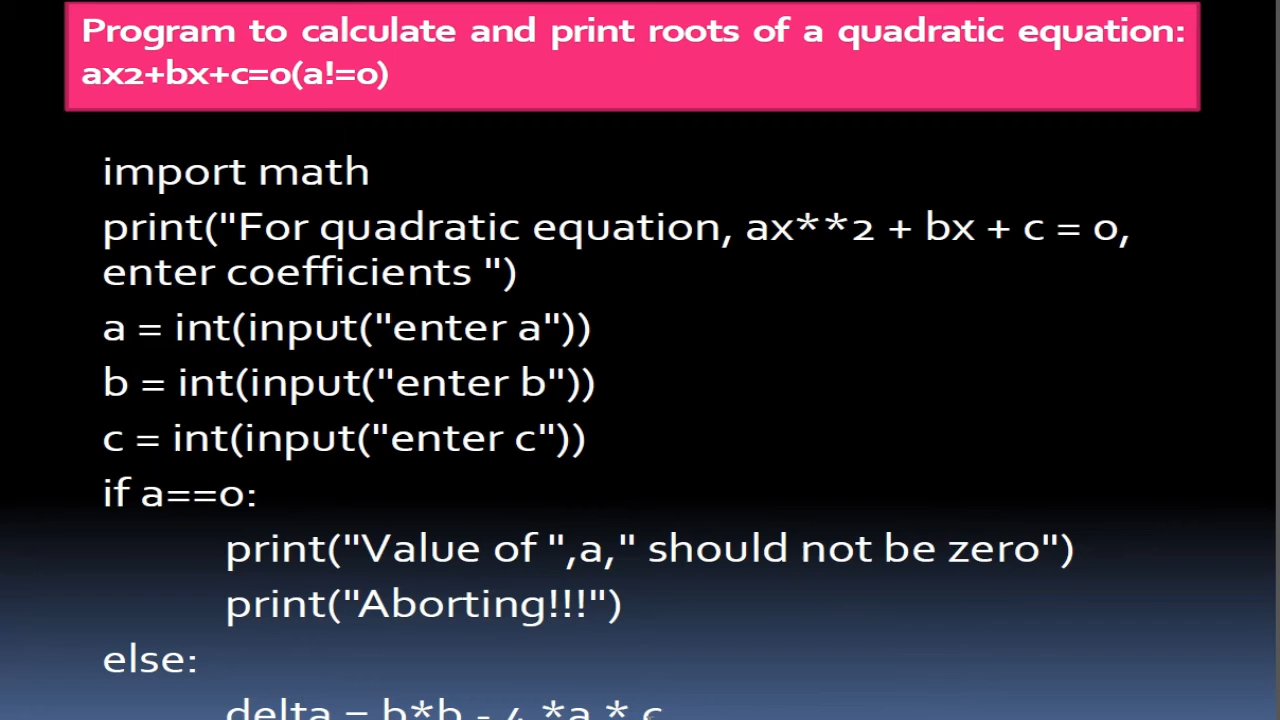 Program to calculate and print roots of a quadratic equation:
ax2+bx+c=0(a!=0)
import math
print("For quadratic equation, ax**2 + bx + c = 0,
enter coefficients ")
a = int(input("enter a"))
b = int(input("enter b"))
c = int(input("enter c"))
if a==0:
print("Value of ",a," should not be zero")
print("Aborting!!!")
else:
delta = b*b - 4 *a * c